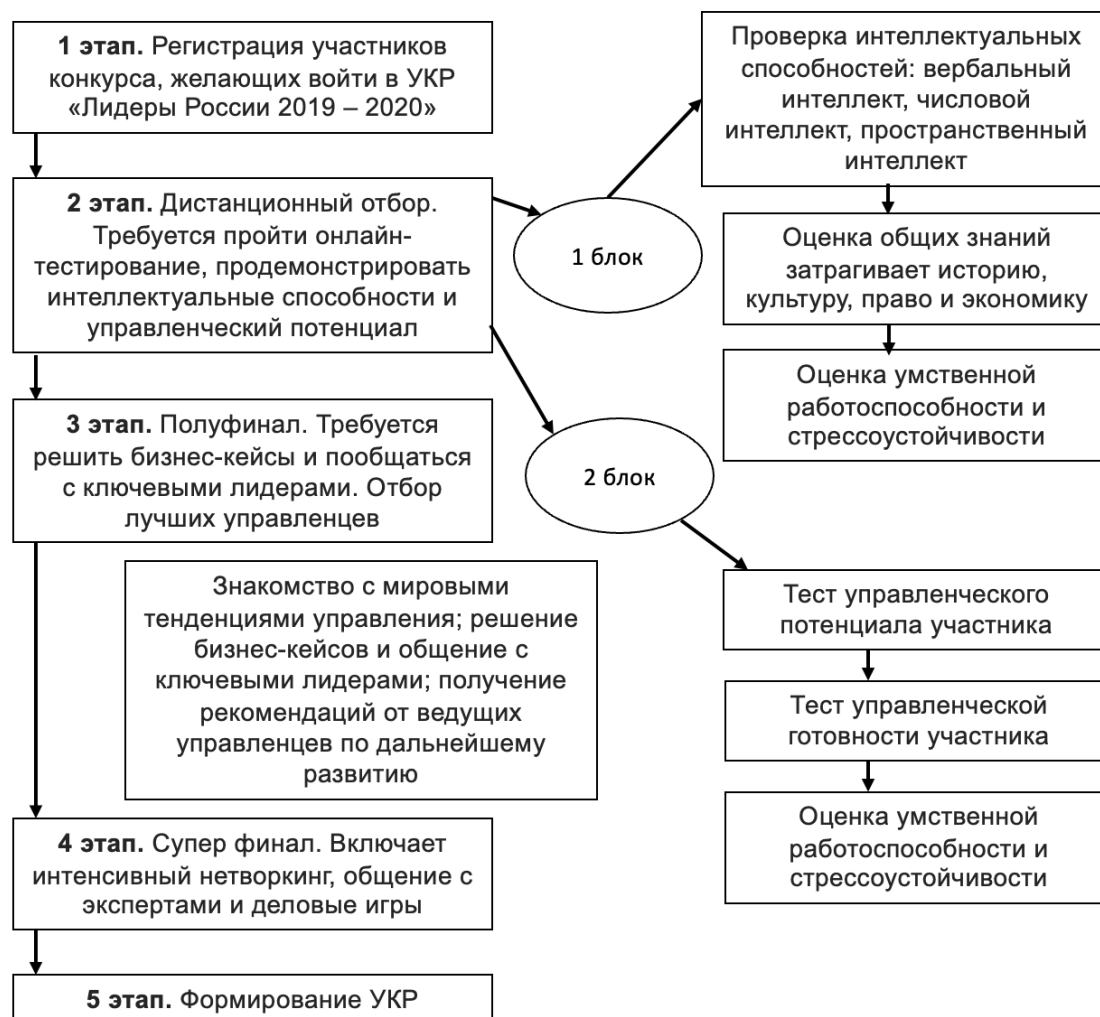 1 этап. Регистрация участников
конкурса, желающих войти в УКР
«Лидеры России 2019 – 2020»
2 этап. Дистанционный отбор.
Требуется пройти онлайн-
тестирование, продемонстрировать
интеллектуальные способности и
управленческий потенциал
3 этап. Полуфинал. Требуется
решить бизнес-кейсы и пообщаться
с ключевыми лидерами. Отбор
лучших управленцев
Знакомство с мировыми
тенденциями управления; решение
бизнес-кейсов и общение с
ключевыми лидерами; получение
рекомендаций от ведущих
управленцев по дальнейшему
развитию
4 этап. Супер финал. Включает
интенсивный нетворкинг, общение с
экспертами и деловые игры
5 этап. Формирование УКР
1 блок
Проверка интеллектуальных
способностей: вербальный
интеллект, числовой
интеллект, пространственный
интеллект
Оценка общих знаний
затрагивает историю,
культуру, право и экономику
Оценка умственной
работоспособности и
стрессоустойчивости
2 блок
Тест управленческого
потенциала участника
Тест управленческой
готовности участника
Оценка умственной
работоспособности и
стрессоустойчивости